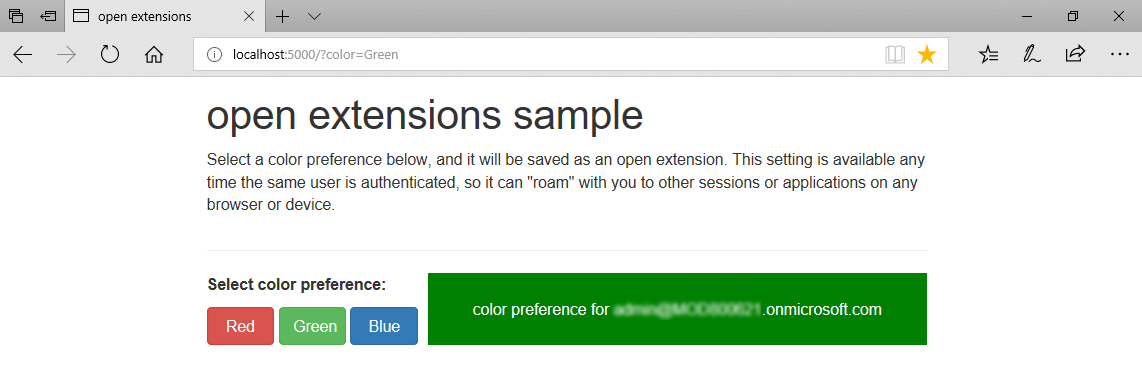 open extensions
localhost:5000/?color=Green
open extensions sample
Select a color preference below, and it will be saved as an open extension. This setting is available any
time the same user is authenticated, so it can "roam" with you to other sessions or applications on any
browser or device.
Select color preference:
color preference for .onmicrosoft.com
Red Green Blue